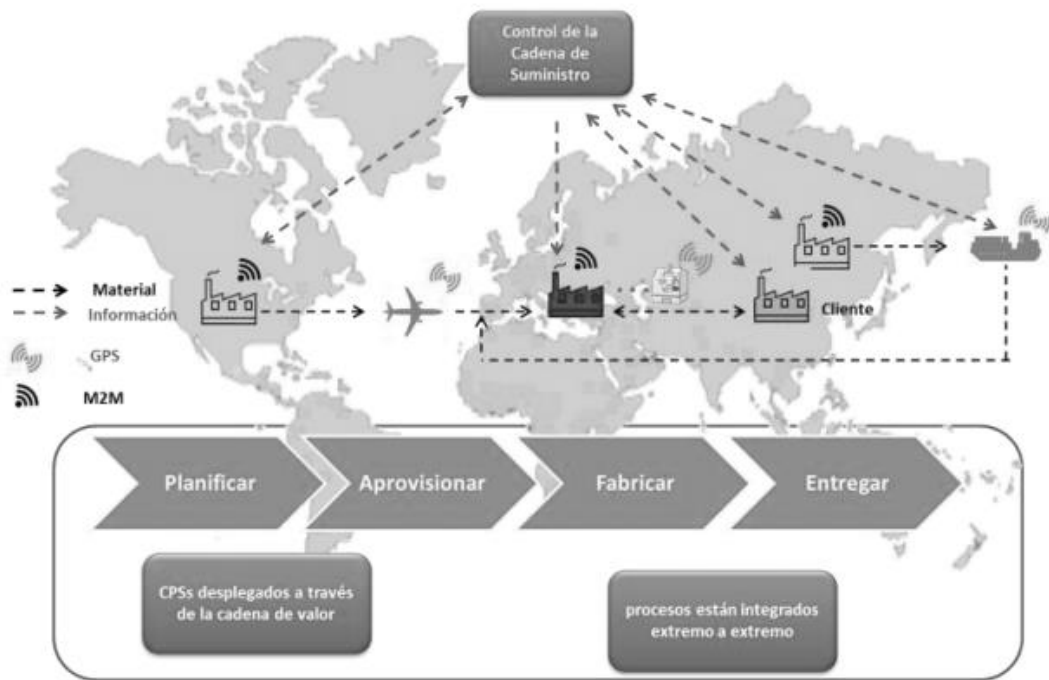 Control de la
Cadena de
Suministro
Material
Información
GPS
M2M
Cliente
Planificar
Aprovisionar
Fabricar
Entregar
CPSs desplegados a través
de la cadena de valor
procesos están integrados
extremo a extremo